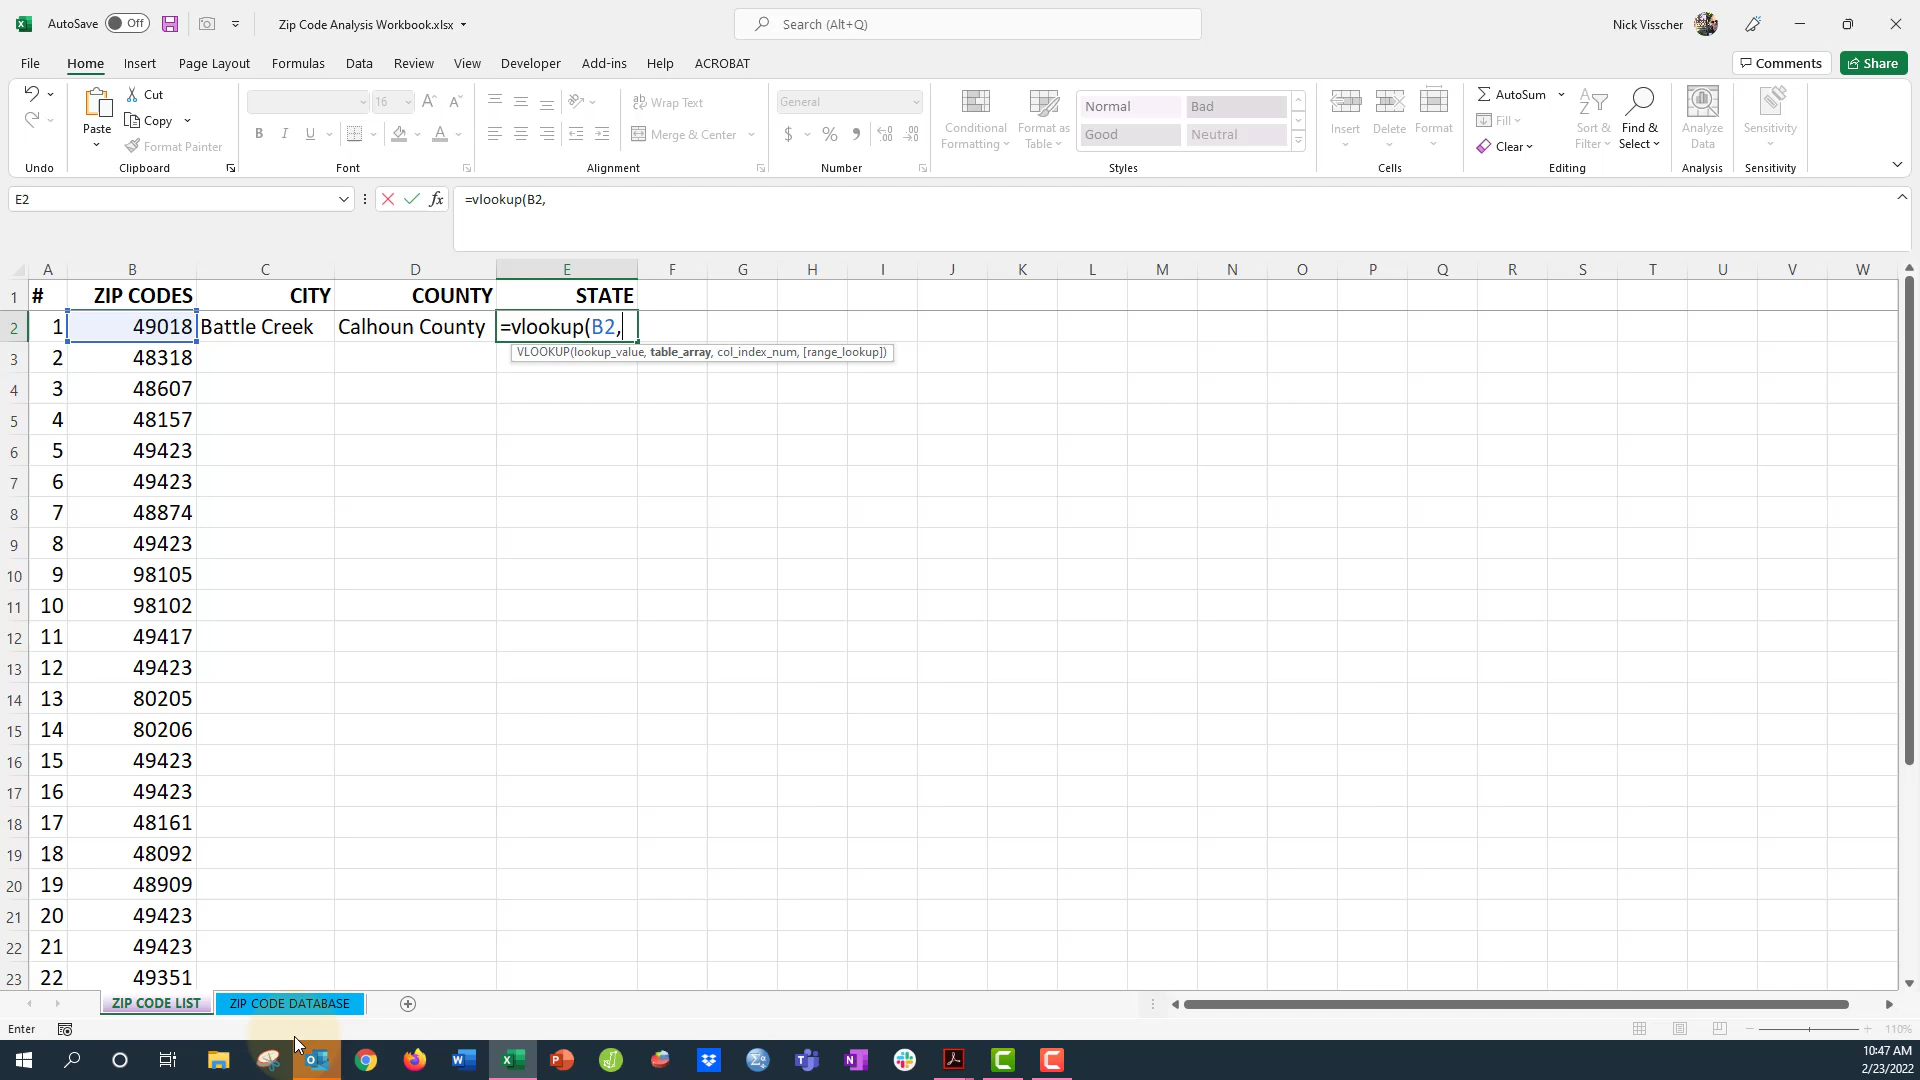 AutoSave Off Zip Code Analysis Workbook.xlsx Search (Alt+Q) Nick Visscher
File Home Insert Page Layout Formulas Data Review View Developer Add-ins Help ACROBAT Comments Share
Paste Cut Copy Format Painter 16 Wrap Text Merge & Center General Conditional Formatting Format as Table Normal Bad Good Neutral Insert Delete Format AutoSum Fill Clear Sort & Filter Find & Select Analyze Data Sensitivity
Undo Clipboard Font Alignment Number Styles Cells Editing Analysis Sensitivity
E2 fx =vlookup(B2,
A B C D E F G H I J K L M N O P Q R S T U V W
1 # ZIP CODES CITY COUNTY STATE
2 1 49018 Battle Creek Calhoun County =vlookup(B2,
VLOOKUP(lookup_value, table_array, col_index_num, [range_lookup])
3 2 48318
4 3 48607
5 4 48157
6 5 49423
7 6 49423
8 7 48874
9 8 49423
10 9 98105
11 10 98102
12 11 49417
13 12 49423
14 13 80205
15 14 80206
16 15 49423
17 16 49423
18 17 48161
19 18 48092
20 19 48909
21 20 49423
22 21 49423
23 22 49351
ZIP CODE LIST ZIP CODE DATABASE
Enter 110%
10:47 AM
2/23/2022